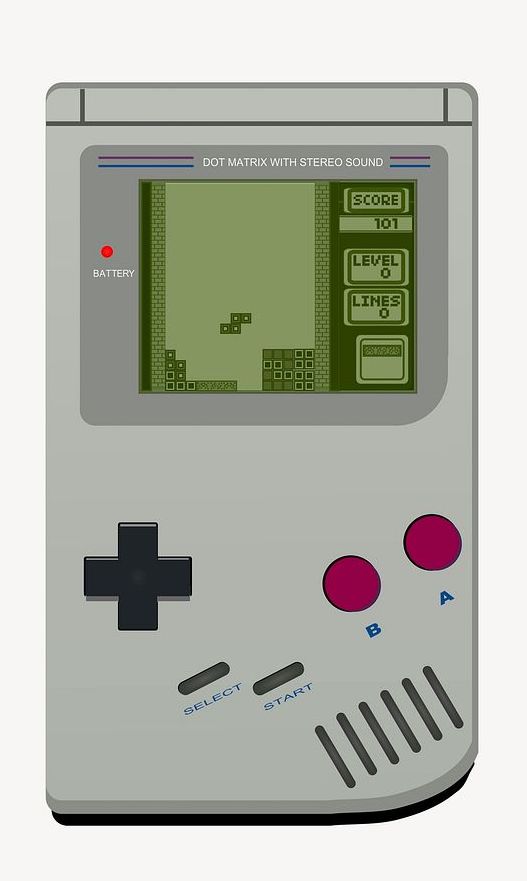 DOT MATRIX WITH STEREO SOUND
SCORE
101
BATTERY
LEVEL
0
LINES
0
A
B
SELECT
START